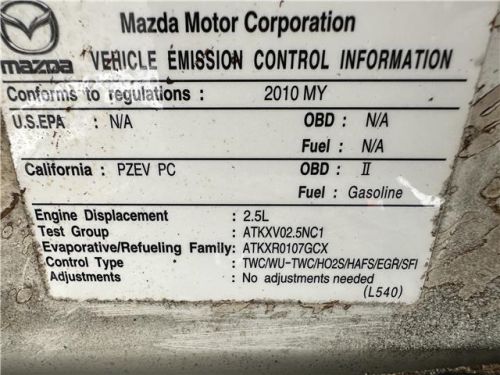 Mazda Motor Corporation
mazda VEHICLE EMISSION CONTROL INFORMATION
Conforms to regulations : 2010 MY
U.S.EPA : N/A OBD : N/A
Fuel : N/A
California : PZEV PC OBD : II
Fuel : Gasoline
Engine Displacement : 2.5L
Test Group : ATKXV02.5NC1
Evaporative/Refueling Family: ATKXR0107GCX
Control Type : TWC/WU-TWC/HO2S/HAFS/EGR/SFI
Adjustments : No adjustments needed
(L540)